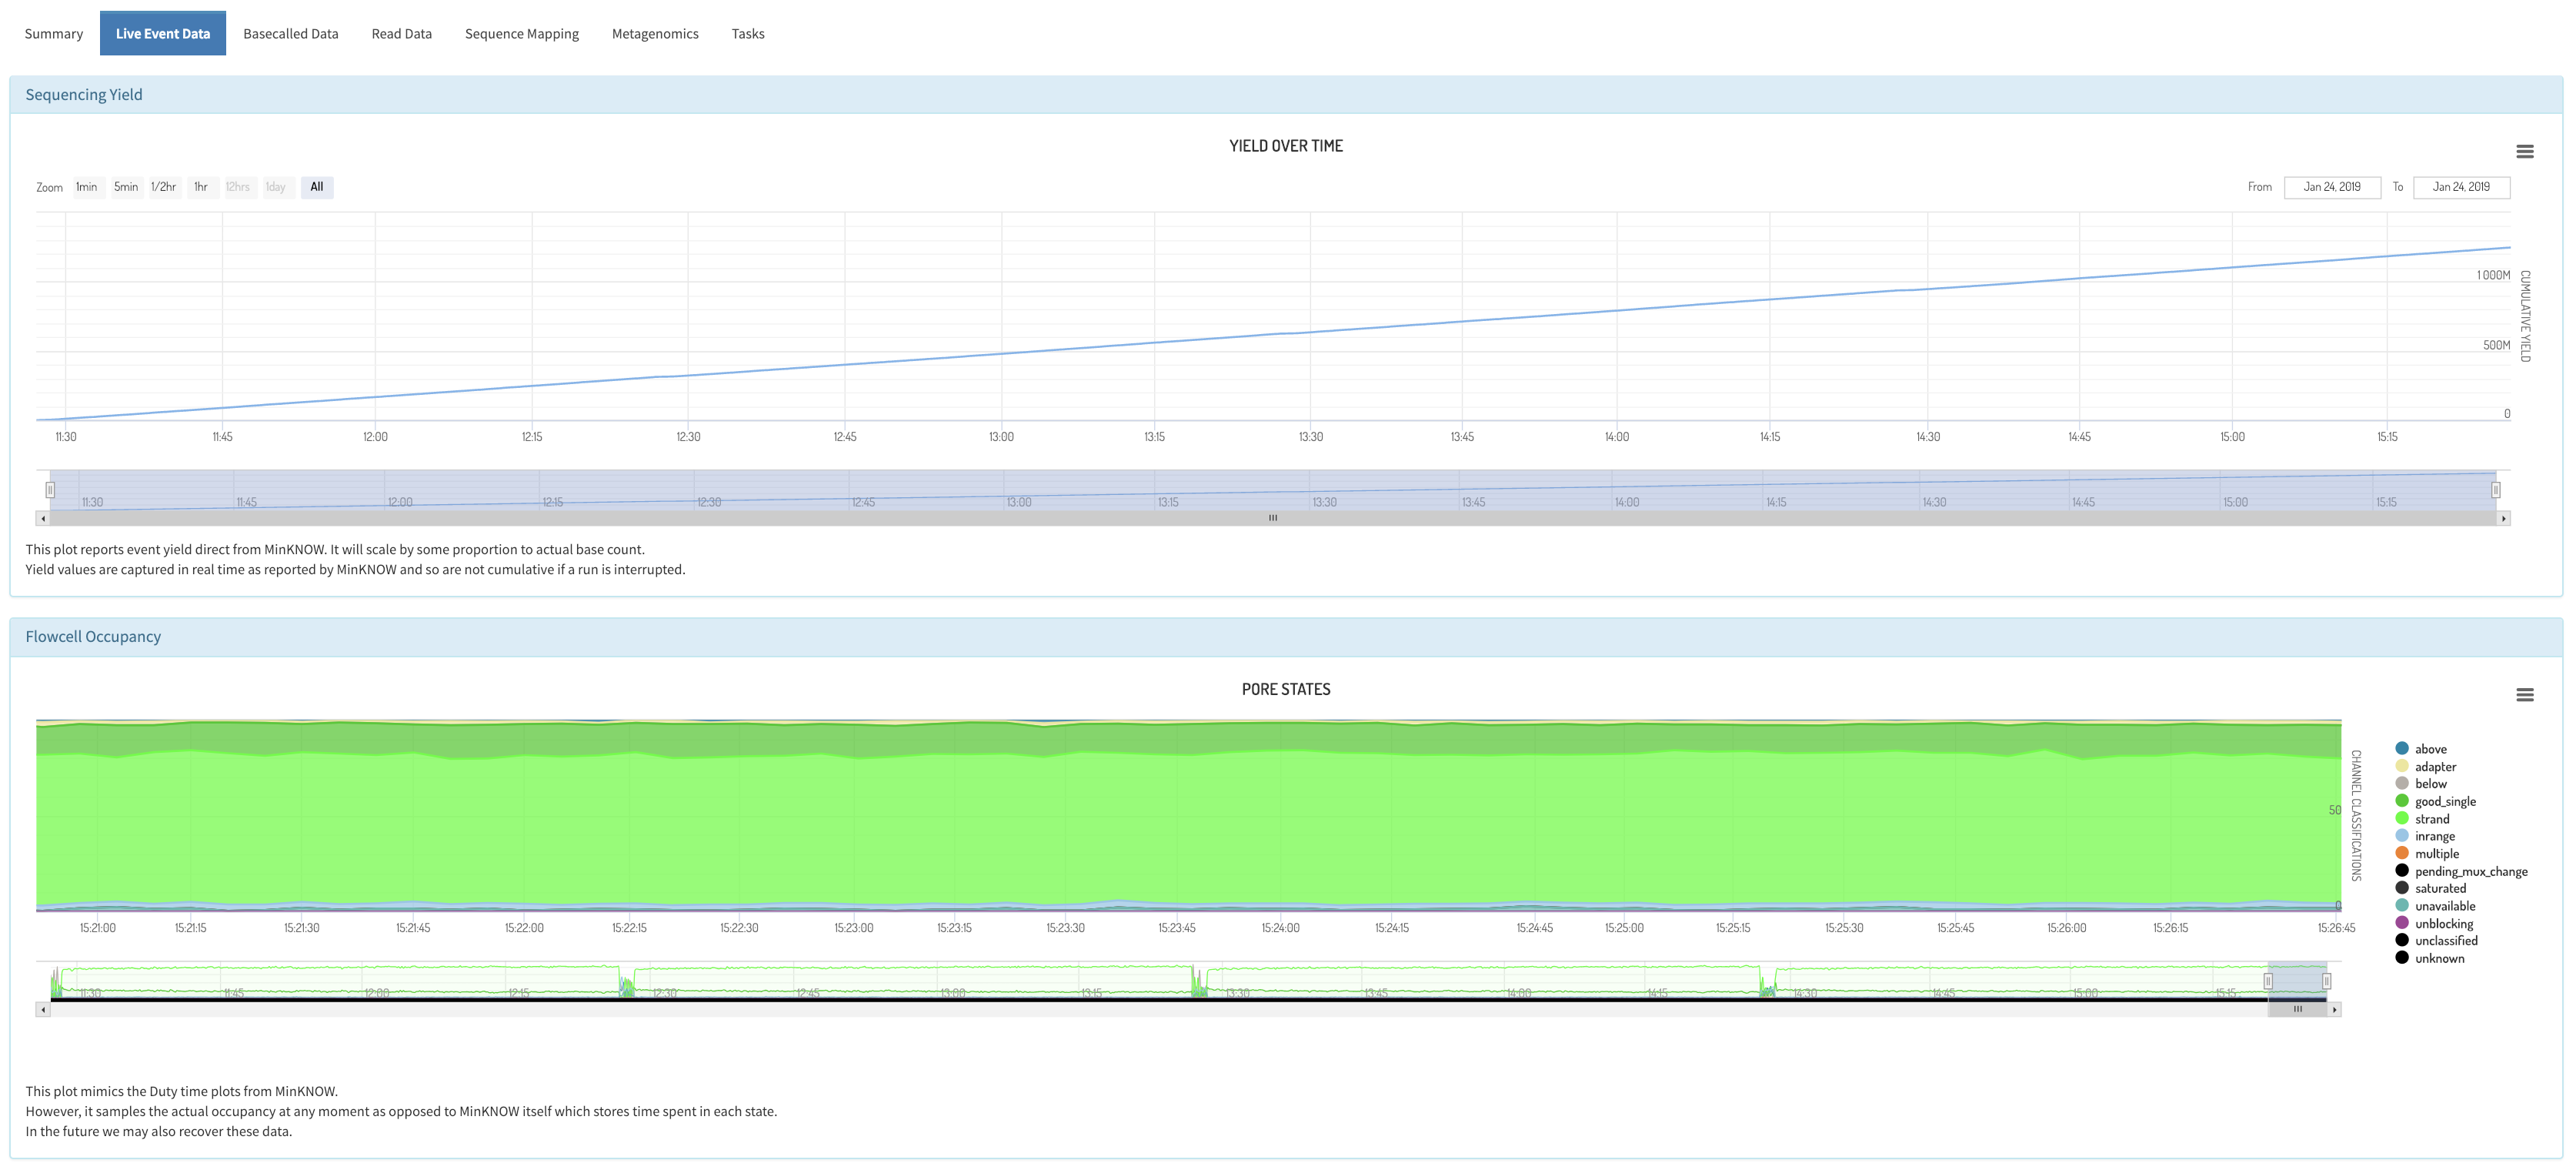 Summary Live Event Data Basecalled Data Read Data Sequence Mapping Metagenomics Tasks
Sequencing Yield
YIELD OVER TIME
Zoom 1min 5min 1/2hr 1hr 12hrs 1day All From Jan 24, 2019 To Jan 24, 2019
1 000M
500M
0
CUMULATIVE YIELD
11:30 11:45 12:00 12:15 12:30 12:45 13:00 13:15 13:30 13:45 14:00 14:15 14:30 14:45 15:00 15:15
11:30 11:45 12:00 12:15 12:30 12:45 13:00 13:15 13:30 13:45 14:00 14:15 14:30 14:45 15:00 15:15
This plot reports event yield direct from MinKNOW. It will scale by some proportion to actual base count.
Yield values are captured in real time as reported by MinKNOW and so are not cumulative if a run is interrupted.
Flowcell Occupancy
PORE STATES
50
0
CHANNEL CLASSIFICATIONS
above
adapter
below
good_single
strand
inrange
multiple
pending_mux_change
saturated
unavailable
unblocking
unclassified
unknown
15:21:00 15:21:15 15:21:30 15:21:45 15:22:00 15:22:15 15:22:30 15:23:00 15:23:15 15:23:30 15:23:45 15:24:00 15:24:15 15:24:45 15:25:00 15:25:15 15:25:30 15:25:45 15:26:00 15:26:15 15:26:45
11:30 11:45 12:00 12:15 12:30 12:45 13:00 13:15 13:30 13:45 14:00 14:15 14:30 14:45 15:00 15:15
This plot mimics the Duty time plots from MinKNOW.
However, it samples the actual occupancy at any moment as opposed to MinKNOW itself which stores time spent in each state.
In the future we may also recover these data.